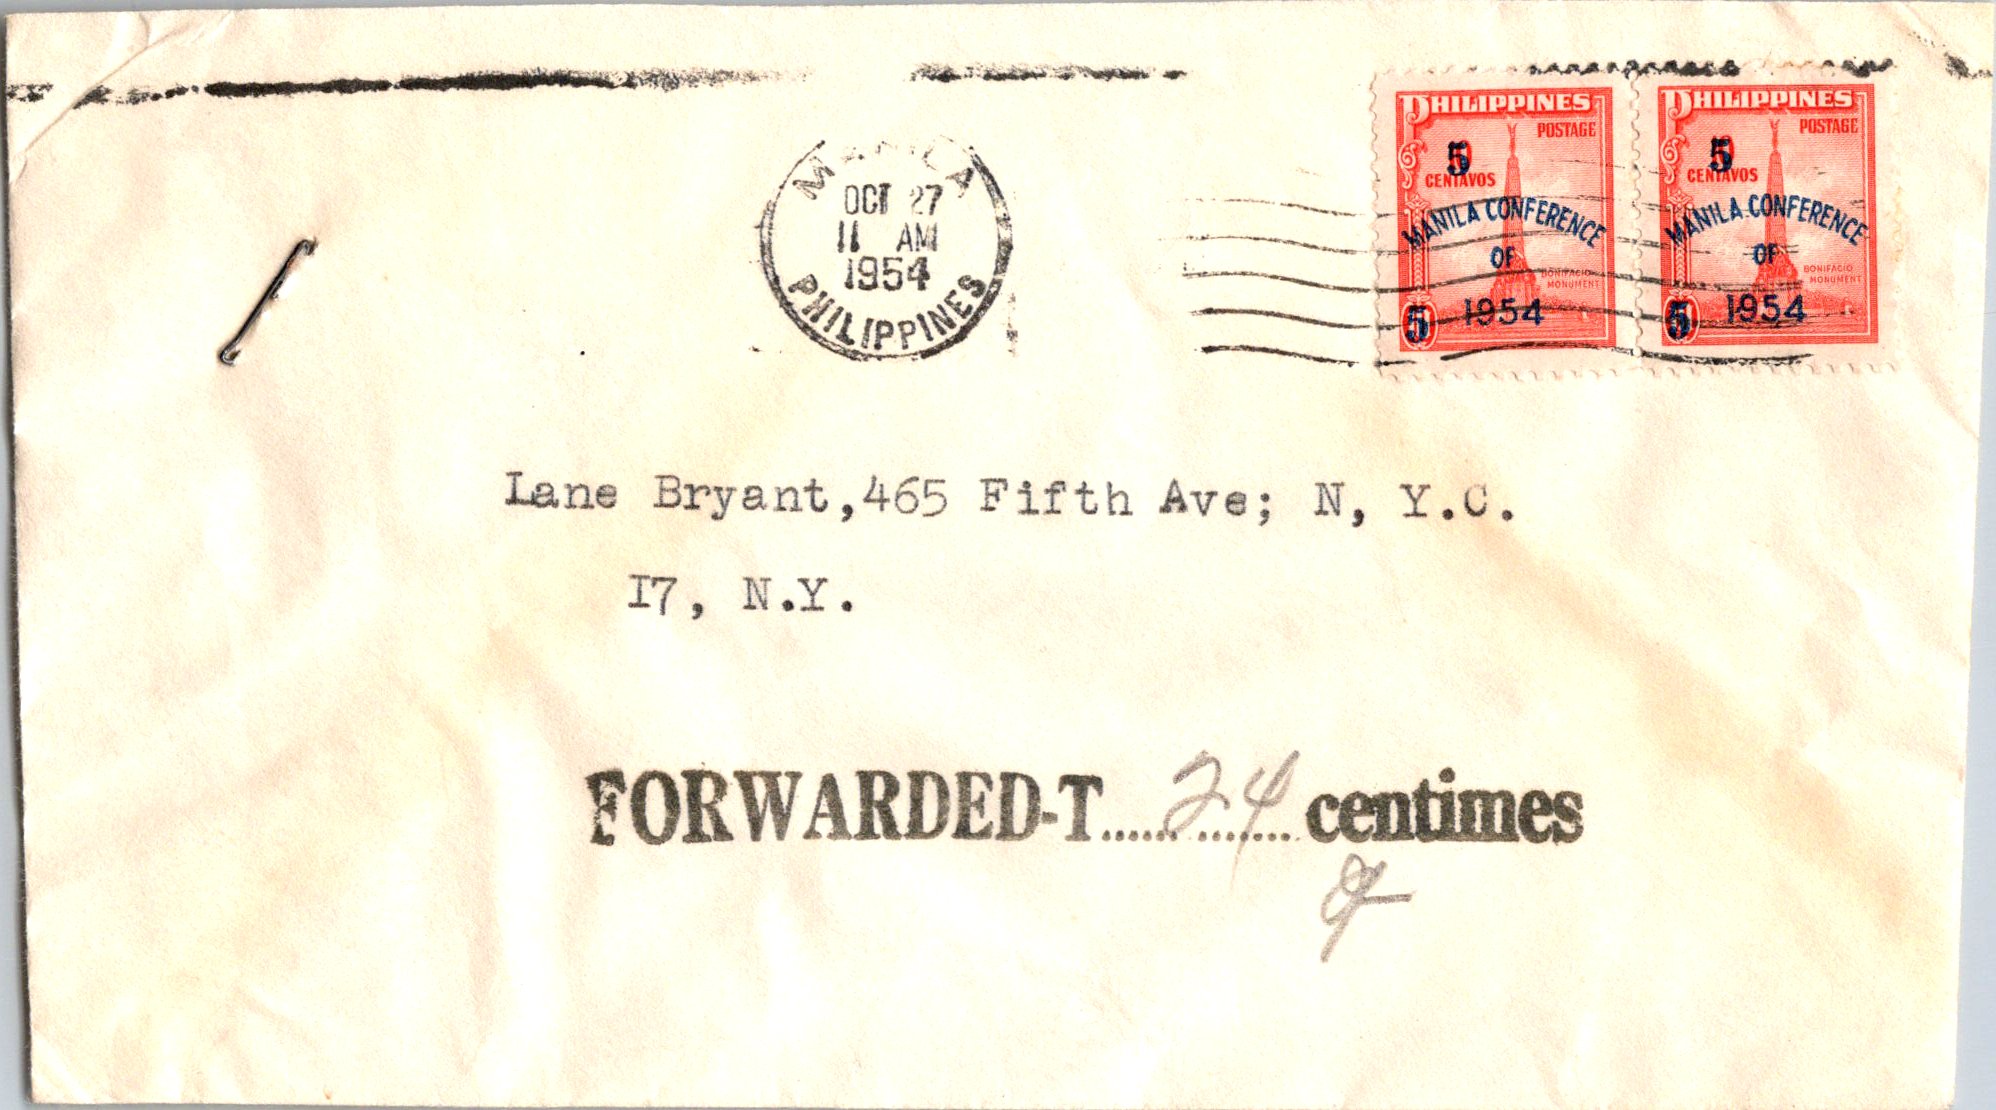 MANILA
OCT 27
11 AM
1954
PHILIPPINES
PHILIPPINES
POSTAGE
5
CENTAVOS
MANILA CONFERENCE
OF
BONIFACIO
MONUMENT
5
1954
PHILIPPINES
POSTAGE
5
CENTAVOS
MANILA CONFERENCE
OF
BONIFACIO
MONUMENT
5
1954
Lane Bryant,465 Fifth Ave; N, Y.C.
I7, N.Y.
FORWARDED-T......24........ centimes